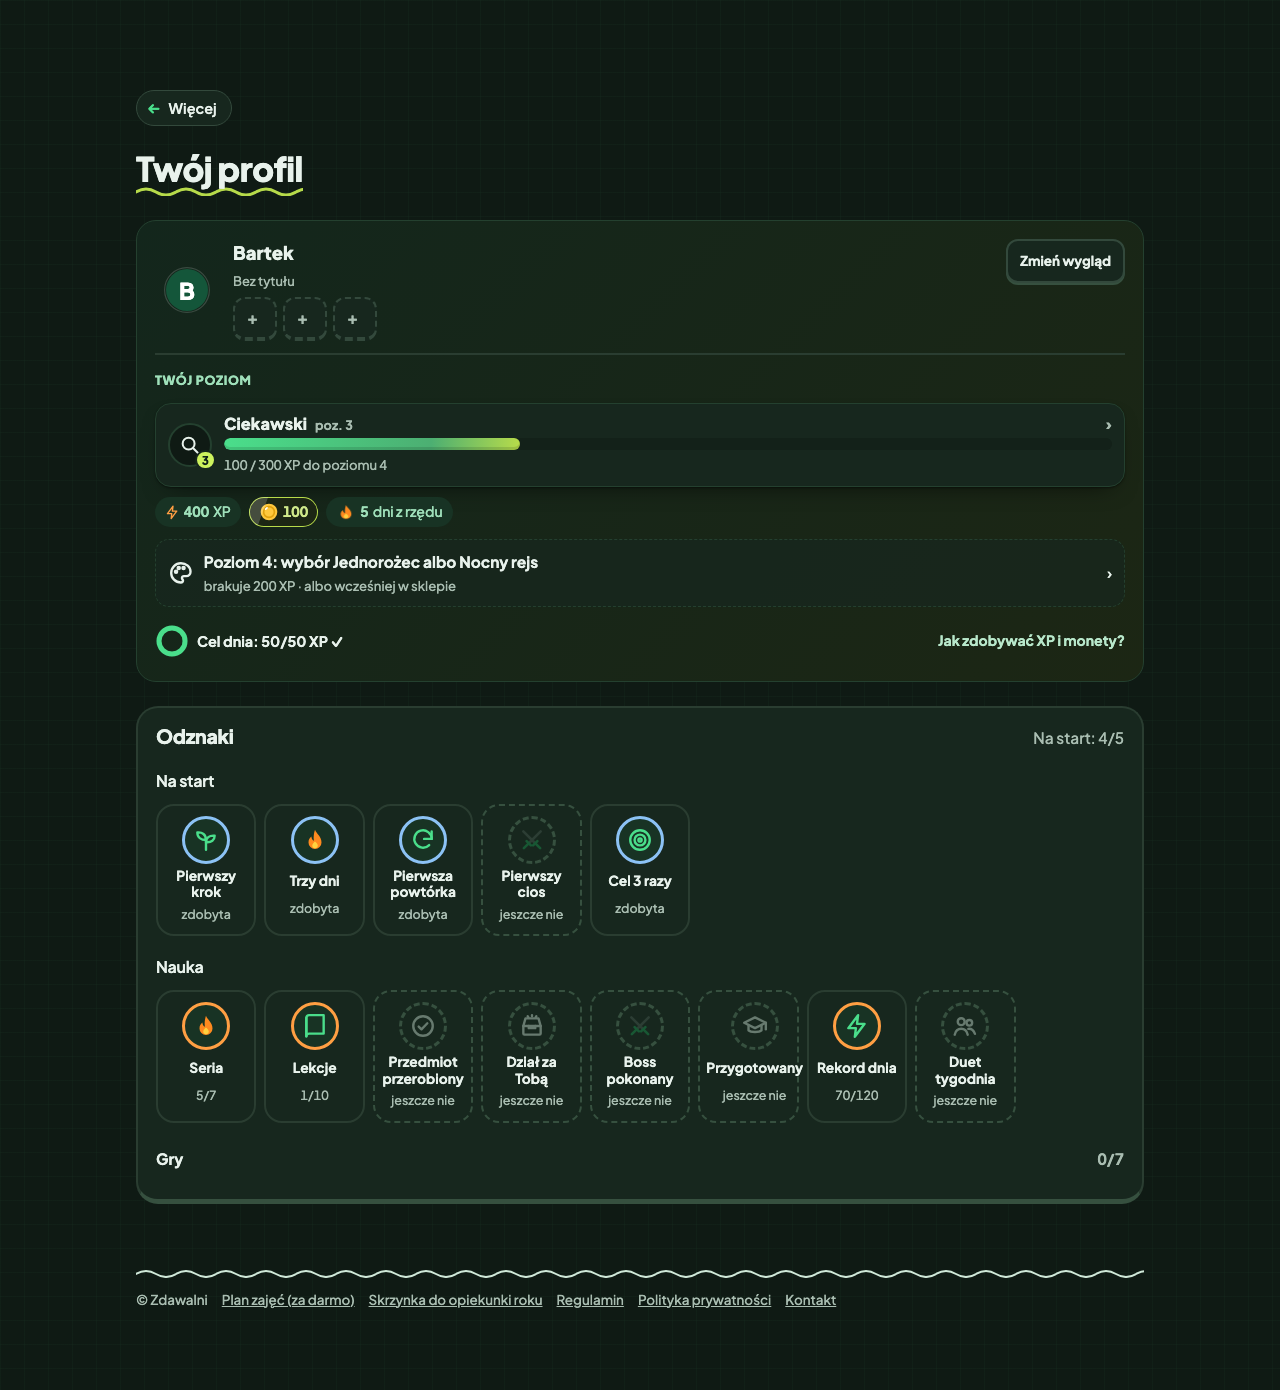 Więcej
Twój profil
B
Bartek
Bez tytułu
Zmień wygląd
+ + +
TWÓJ POZIOM
Ciekawski poz. 3
3
100 / 300 XP do poziomu 4
400 XP 100 5 dni z rzędu
Poziom 4: wybór Jednorożec albo Nocny rejs
brakuje 200 XP · albo wcześniej w sklepie
Cel dnia: 50/50 XP ✓
Jak zdobywać XP i monety?
Odznaki
Na start: 4/5
Na start
Pierwszy
krok
zdobyta
Trzy dni
zdobyta
Pierwsza
powtórka
zdobyta
Pierwszy
cios
jeszcze nie
Cel 3 razy
zdobyta
Nauka
Seria
5/7
Lekcje
1/10
Przedmiot
przerobiony
jeszcze nie
Dział za
Tobą
jeszcze nie
Boss
pokonany
jeszcze nie
Przygotowany
jeszcze nie
Rekord dnia
70/120
Duet
tygodnia
jeszcze nie
Gry
0/7
© Zdawalni Plan zajęć (za darmo) Skrzynka do opiekunki roku Regulamin Polityka prywatności Kontakt